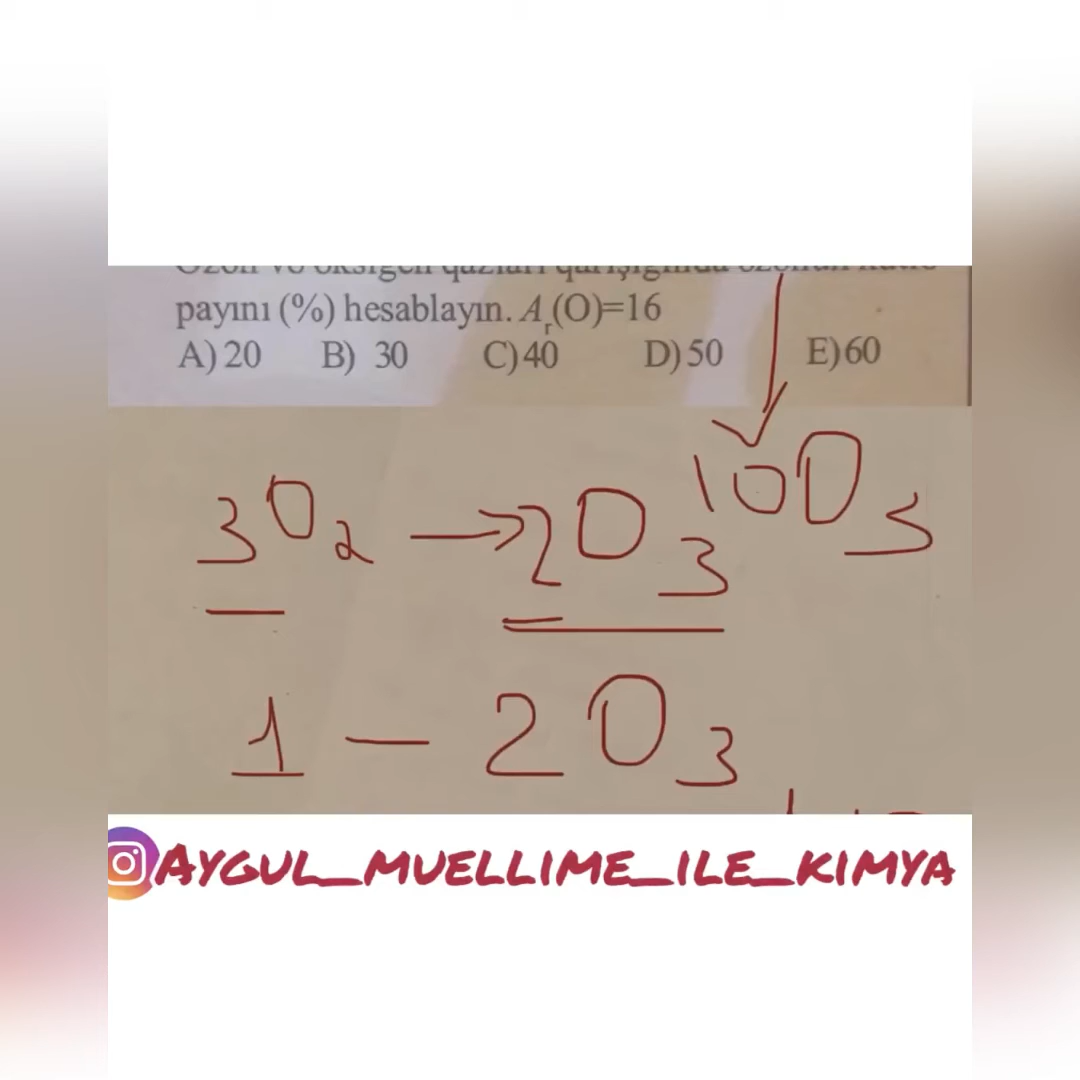 payını (%) hesablayın. Aᵣ(O)=16
A) 20 B) 30 C) 40 D) 50 E) 60
10O₃
3O₂ → 2O₃
1 — 2O₃
AYGUL_MUELLIME_ILE_KIMYA